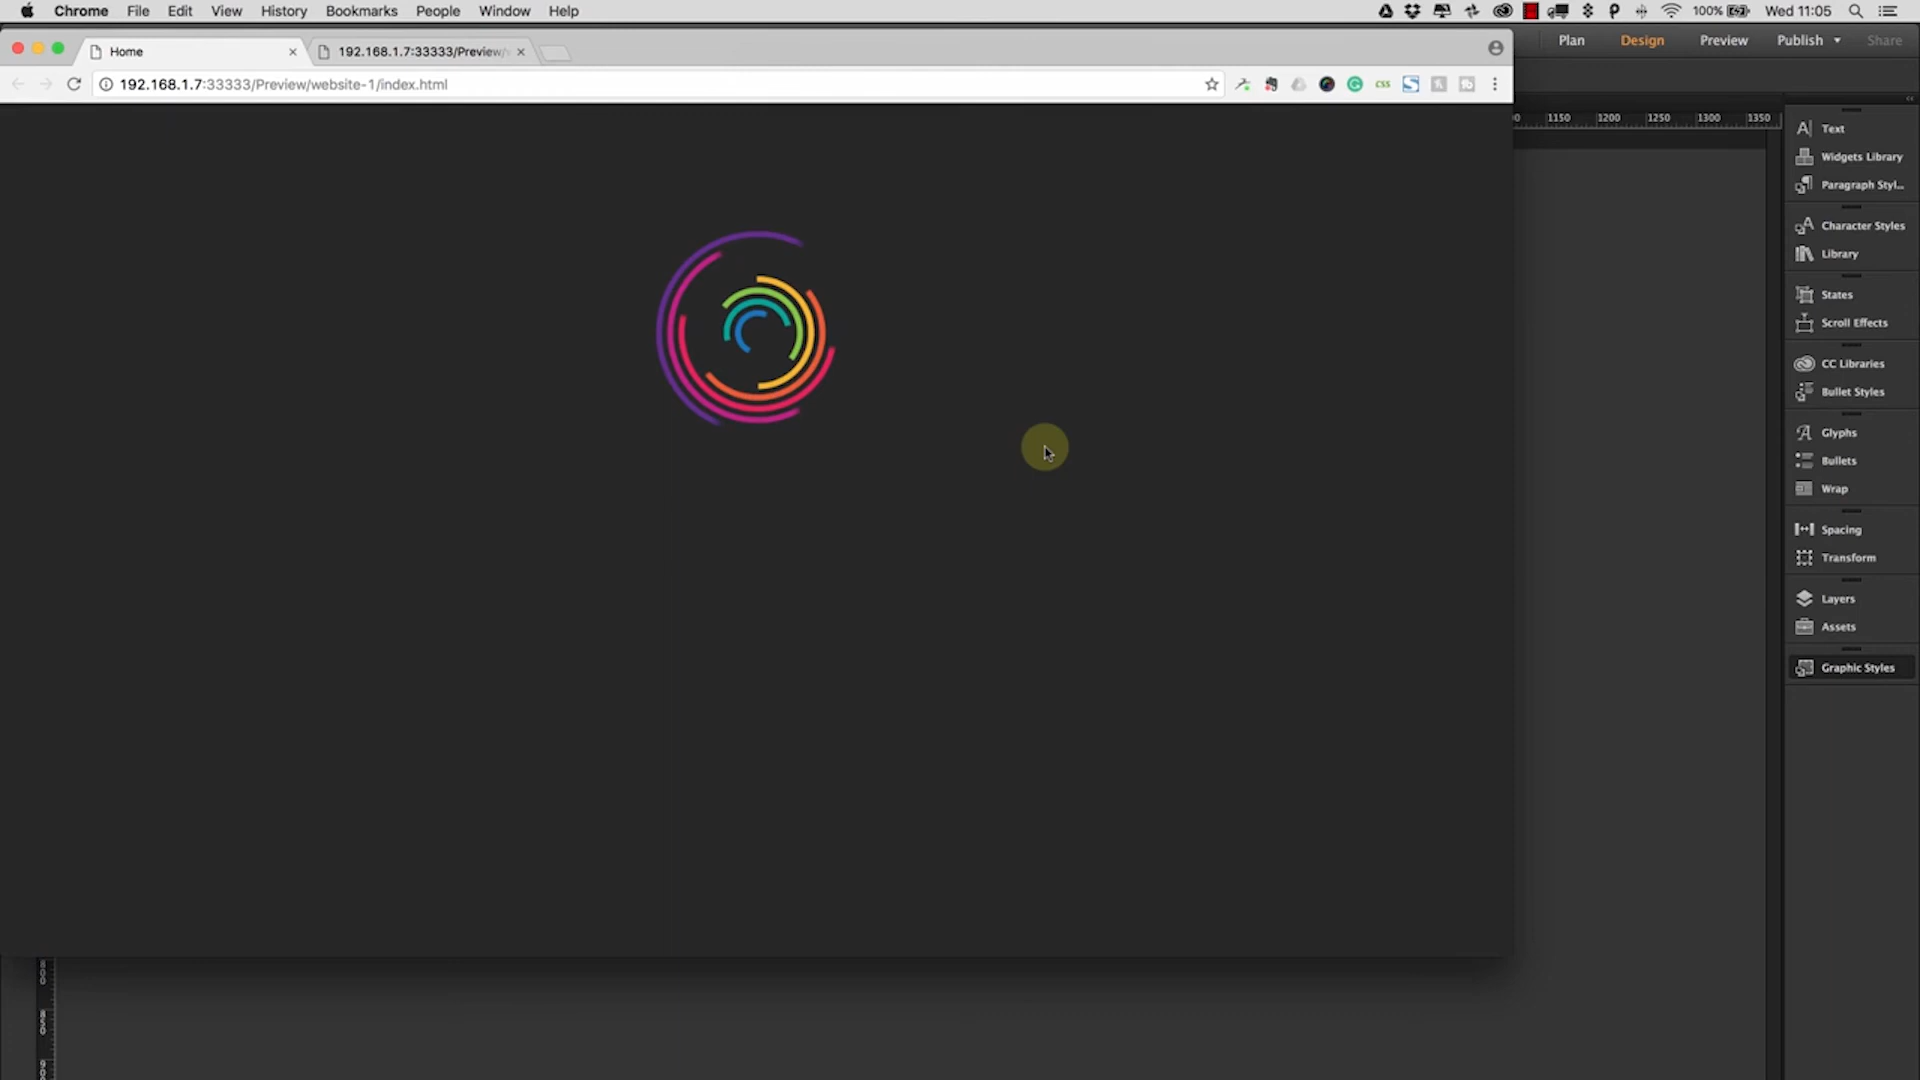 Chrome File Edit View History Bookmarks People Window Help 100% Wed 11:05
Home 192.168.1.7:33333/Preview/
192.168.1.7:33333/Preview/website-1/index.html
css
Plan Design Preview Publish Share
1150 1200 1250 1300 1350
Text
Widgets Library
Paragraph Styl...
Character Styles
Library
States
Scroll Effects
CC Libraries
Bullet Styles
Glyphs
Bullets
Wrap
Spacing
Transform
Layers
Assets
Graphic Styles
800
850